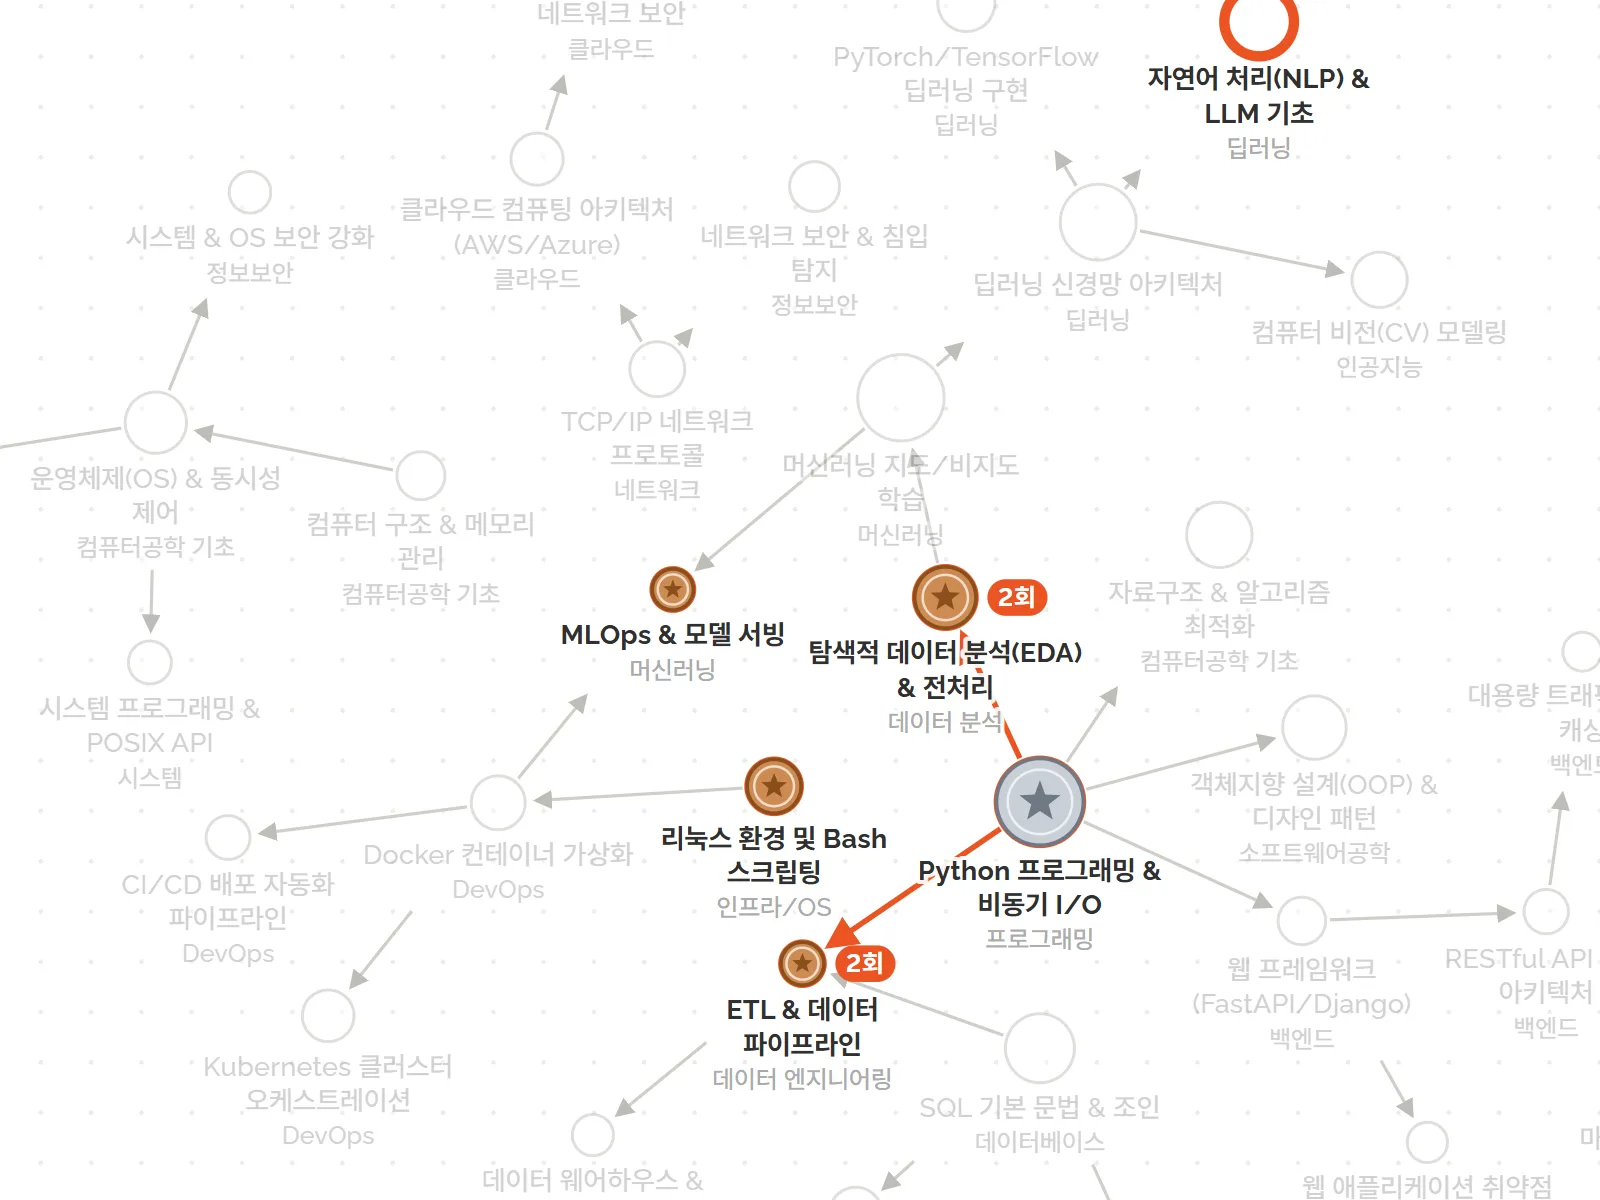 네트워크 보안
클라우드
PyTorch/TensorFlow
딥러닝 구현
딥러닝
자연어 처리(NLP) &
LLM 기초
딥러닝
시스템 & OS 보안 강화
정보보안
클라우드 컴퓨팅 아키텍처
(AWS/Azure)
클라우드
네트워크 보안 & 침입
탐지
정보보안
딥러닝 신경망 아키텍처
딥러닝
컴퓨터 비전(CV) 모델링
인공지능
TCP/IP 네트워크
프로토콜
네트워크
머신러닝 지도/비지도
학습
머신러닝
운영체제(OS) & 동시성
제어
컴퓨터공학 기초
컴퓨터 구조 & 메모리
관리
컴퓨터공학 기초
MLOps & 모델 서빙
머신러닝
2회
탐색적 데이터 분석(EDA)
& 전처리
데이터 분석
자료구조 & 알고리즘
최적화
컴퓨터공학 기초
시스템 프로그래밍 &
POSIX API
시스템
대용량 트래픽
캐싱
백엔드
객체지향 설계(OOP) &
디자인 패턴
소프트웨어공학
리눅스 환경 및 Bash
스크립팅
인프라/OS
Docker 컨테이너 가상화
DevOps
CI/CD 배포 자동화
파이프라인
DevOps
Python 프로그래밍 &
비동기 I/O
프로그래밍
2회
ETL & 데이터
파이프라인
데이터 엔지니어링
웹 프레임워크
(FastAPI/Django)
백엔드
RESTful API
아키텍처
백엔드
Kubernetes 클러스터
오케스트레이션
DevOps
SQL 기본 문법 & 조인
데이터베이스
데이터 웨어하우스 &
웹 애플리케이션 취약점